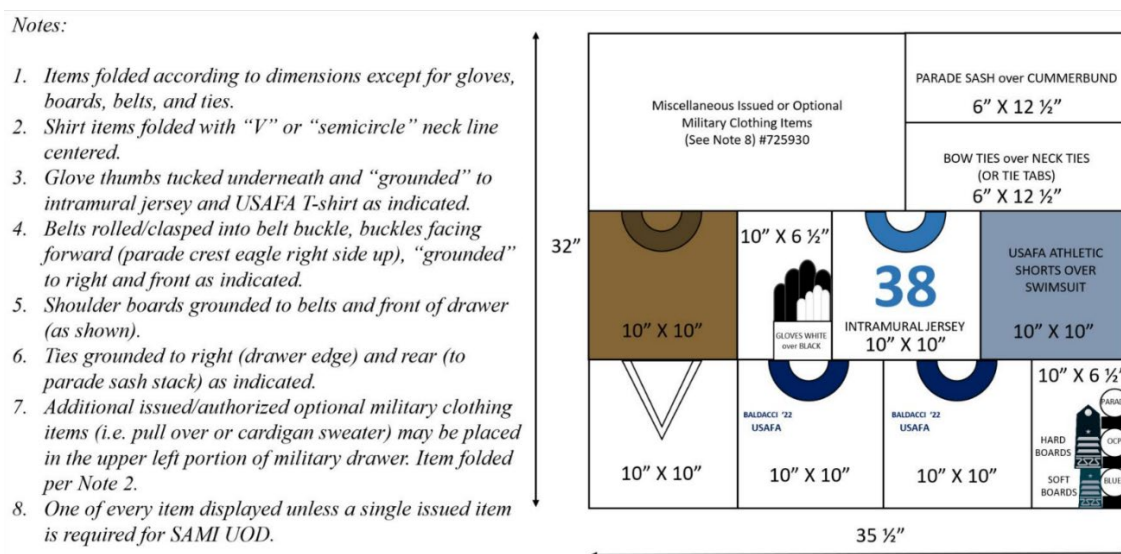 Notes:
1. Items folded according to dimensions except for gloves,
boards, belts, and ties.
2. Shirt items folded with “V” or “semicircle” neck line
centered.
3. Glove thumbs tucked underneath and “grounded” to
intramural jersey and USAFA T-shirt as indicated.
4. Belts rolled/clasped into belt buckle, buckles facing
forward (parade crest eagle right side up), “grounded”
to right and front as indicated.
5. Shoulder boards grounded to belts and front of drawer
(as shown).
6. Ties grounded to right (drawer edge) and rear (to
parade sash stack) as indicated.
7. Additional issued/authorized optional military clothing
items (i.e. pull over or cardigan sweater) may be placed
in the upper left portion of military drawer. Item folded
per Note 2.
8. One of every item displayed unless a single issued item
is required for SAMI UOD.
32”
Miscellaneous Issued or Optional
Military Clothing Items
(See Note 8) #725930
PARADE SASH over CUMMERBUND
6” X 12 ½”
BOW TIES over NECK TIES
(OR TIE TABS)
6” X 12 ½”
10” X 10”
10” X 6 ½”
GLOVES WHITE
over BLACK
38
INTRAMURAL JERSEY
10” X 10”
USAFA ATHLETIC
SHORTS OVER
SWIMSUIT
10” X 10”
10” X 10”
BALDACCI ’22
USAFA
10” X 10”
BALDACCI ’22
USAFA
10” X 10”
10” X 6 ½”
HARD
BOARDS
SOFT
BOARDS
PARAD
OCP
BLUE
35 ½”